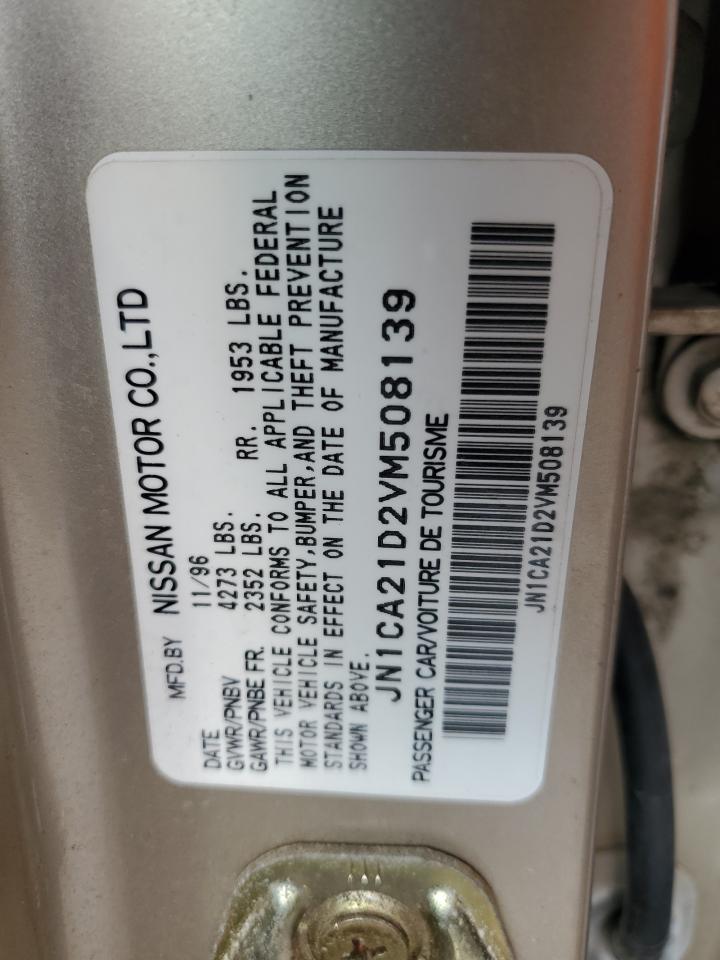 MFD.BY NISSAN MOTOR CO.,LTD
DATE 11/96
GVWR/PNBV 4273 LBS.
GAWR/PNBE FR. 2352 LBS. RR. 1953 LBS.
THIS VEHICLE CONFORMS TO ALL APPLICABLE FEDERAL
MOTOR VEHICLE SAFETY,BUMPER,AND THEFT PREVENTION
STANDARDS IN EFFECT ON THE DATE OF MANUFACTURE
SHOWN ABOVE.
JN1CA21D2VM508139
PASSENGER CAR/VOITURE DE TOURISME
JN1CA21D2VM508139